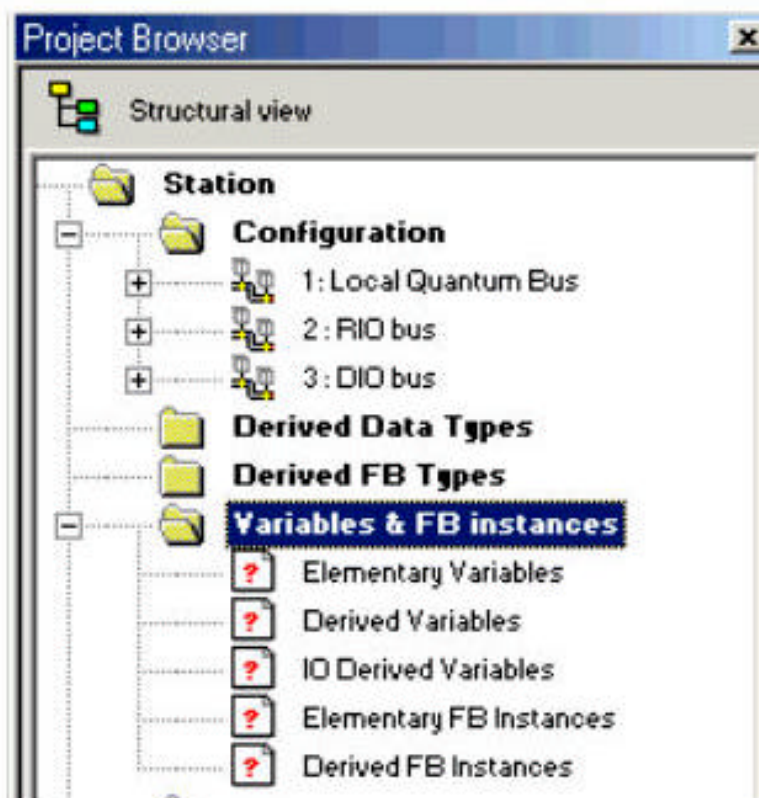 Project Browser
Structural view
Station
Configuration
1: Local Quantum Bus
2 : RIO bus
3 : DIO bus
Derived Data Types
Derived FB Types
Variables & FB instances
Elementary Variables
Derived Variables
IO Derived Variables
Elementary FB Instances
Derived FB Instances